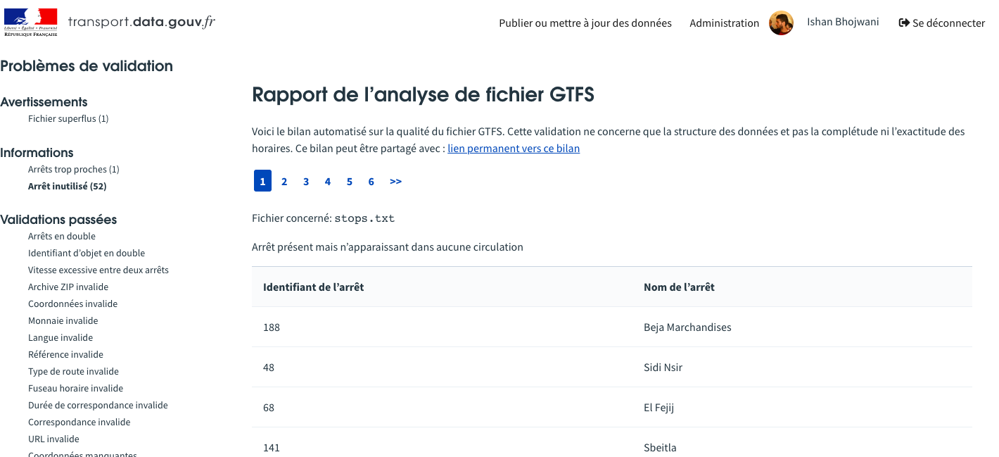 Liberté • Égalité • Fraternité
RÉPUBLIQUE FRANÇAISE
transport.data.gouv.fr
Publier ou mettre à jour des données
Administration
Ishan Bhojwani
Se déconnecter
Problèmes de validation
Avertissements
Fichier superflus (1)
Informations
Arrêts trop proches (1)
Arrêt inutilisé (52)
Validations passées
Arrêts en double
Identifiant d’objet en double
Vitesse excessive entre deux arrêts
Archive ZIP invalide
Coordonnées invalide
Monnaie invalide
Langue invalide
Référence invalide
Type de route invalide
Fuseau horaire invalide
Durée de correspondance invalide
Correspondance invalide
URL invalide
Coordonnées manquantes
Rapport de l’analyse de fichier GTFS
Voici le bilan automatisé sur la qualité du fichier GTFS. Cette validation ne concerne que la structure des données et pas la complétude ni l’exactitude des
horaires. Ce bilan peut être partagé avec : lien permanent vers ce bilan
1 2 3 4 5 6 >>
Fichier concerné: stops.txt
Arrêt présent mais n’apparaissant dans aucune circulation
Identifiant de l’arrêt Nom de l’arrêt
188 Beja Marchandises
48 Sidi Nsir
68 El Fejij
141 Sbeitla